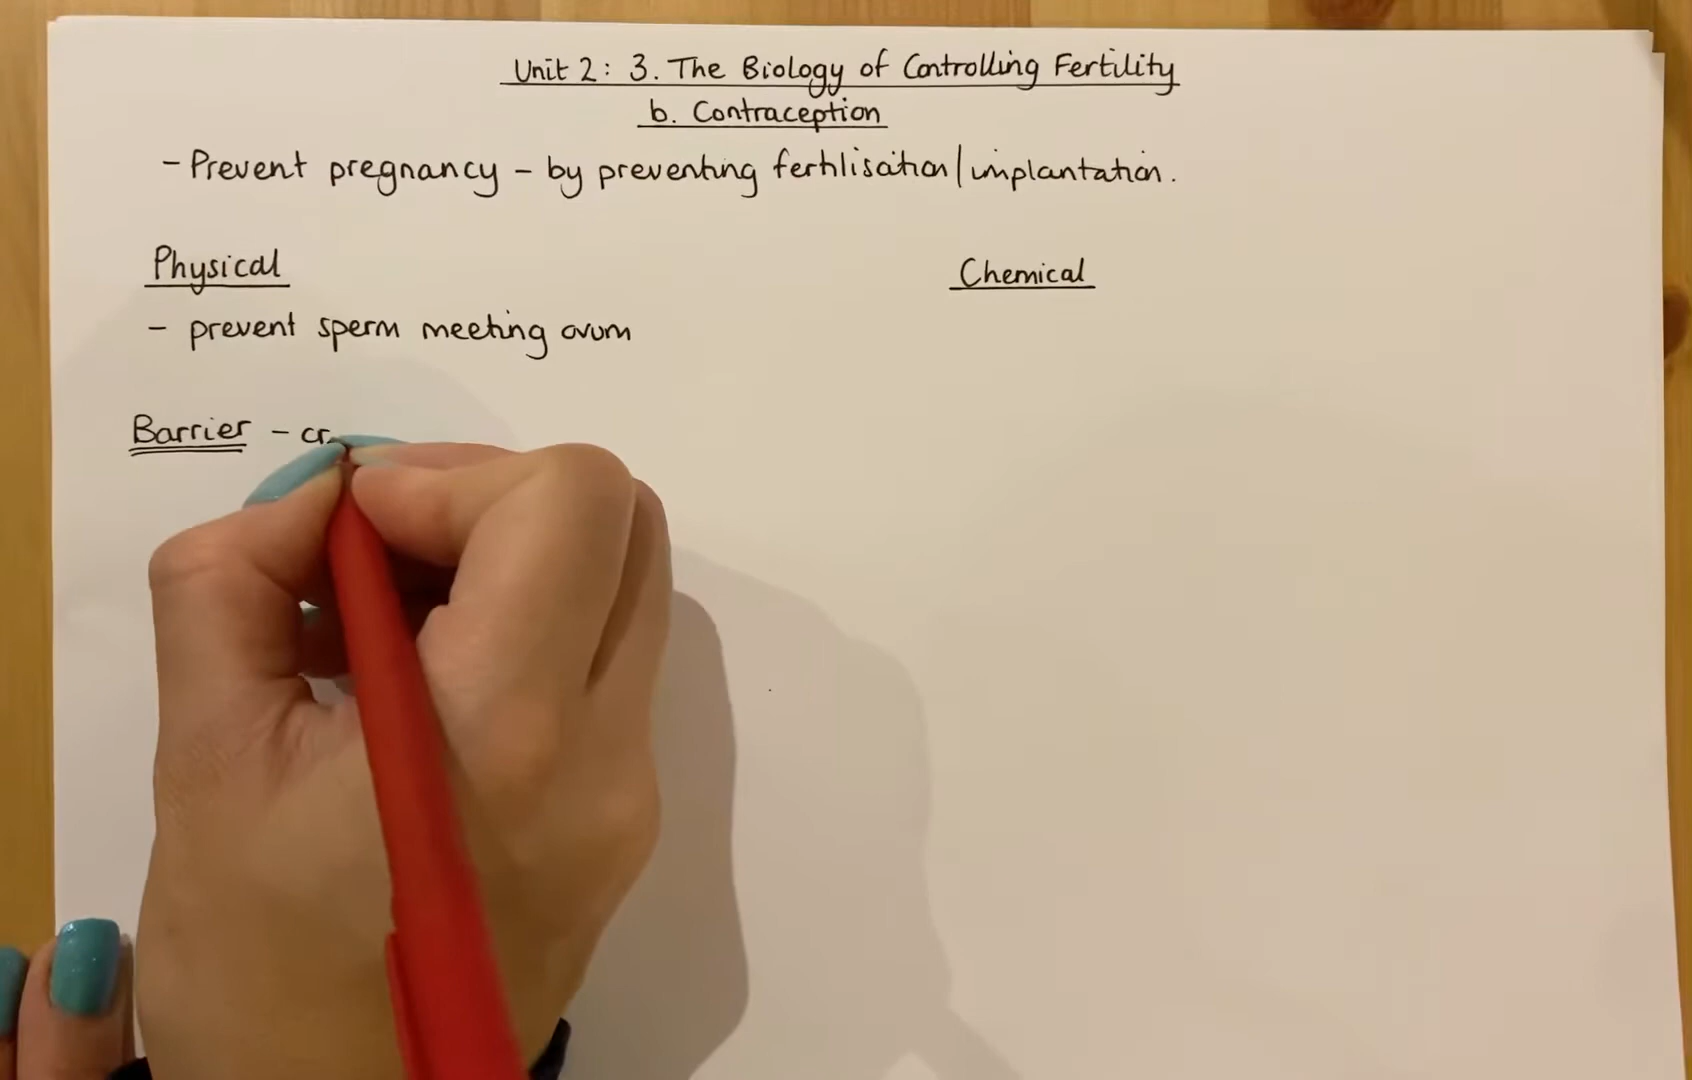 Unit 2: 3. The Biology of Controlling Fertility
b. Contraception
- Prevent pregnancy - by preventing fertilisation/implantation.
Physical
Chemical
- prevent sperm meeting ovum
Barrier -